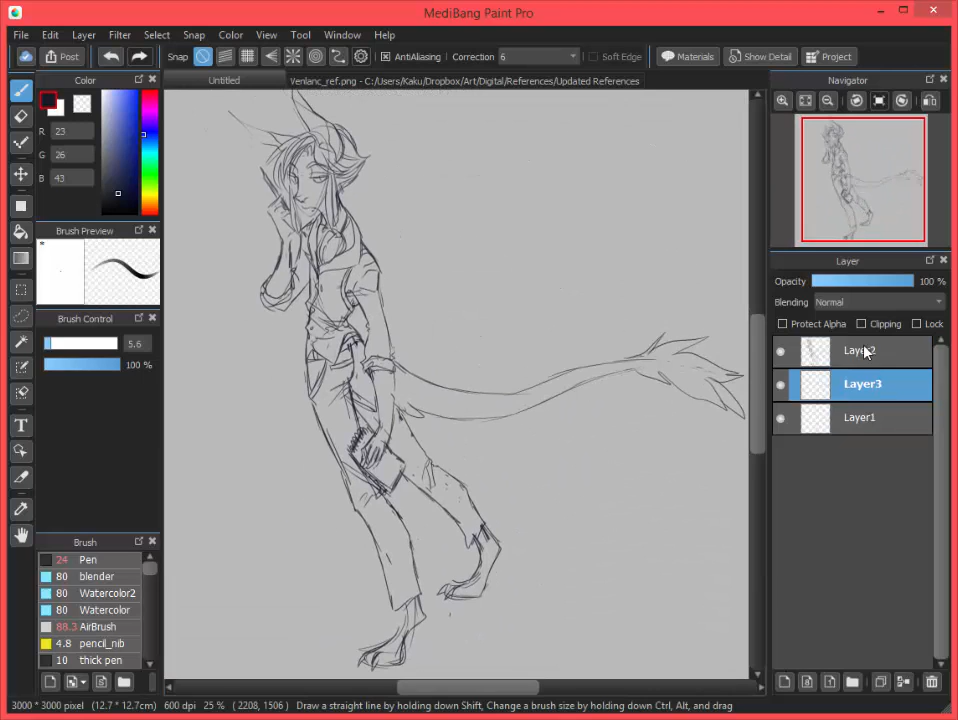 MediBang Paint Pro
File Edit Layer Filter Select Snap Color View Tool Window Help
Post Snap AntiAliasing Correction 6 Soft Edge Materials Show Detail Project
Color
Untitled
Venlanc_ref.png - C:/Users/Kaku/Dropbox/Art/Digital/References/Updated References
Navigator
R 23
G 26
B 43
Brush Preview
*
Brush Control
5.6
100 %
Layer
Opacity 100 %
Blending Normal
Protect Alpha Clipping Lock
Layer2
Layer3
Layer1
Brush
24 Pen
80 blender
80 Watercolor2
80 Watercolor
88.3 AirBrush
4.8 pencil_nib
10 thick pen
3000 * 3000 pixel (12.7 * 12.7cm) 600 dpi 25 % ( 2208, 1506 ) Draw a straight line by holding down Shift, Change a brush size by holding down Ctrl, Alt, and drag